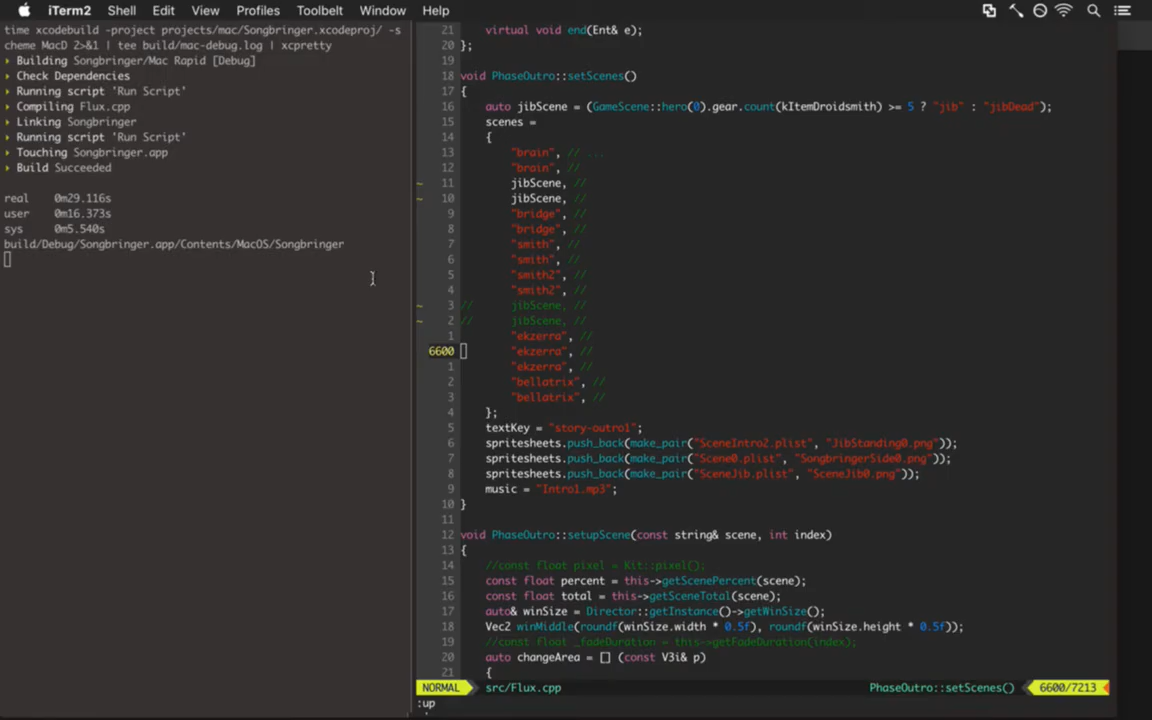 iTerm2 Shell Edit View Profiles Toolbelt Window Help
time xcodebuild -project projects/mac/Songbringer.xcodeproj/ -s
cheme MacD 2>&1 | tee build/mac-debug.log | xcpretty
Building Songbringer/Mac Rapid [Debug]
Check Dependencies
Running script 'Run Script'
Compiling Flux.cpp
Linking Songbringer
Running script 'Run Script'
Touching Songbringer.app
Build Succeeded
real 0m29.116s
user 0m16.373s
sys 0m5.540s
build/Debug/Songbringer.app/Contents/MacOS/Songbringer
21 virtual void end(Ent& e);
20 };
19
18 void PhaseOutro::setScenes()
17 {
16 auto jibScene = (GameScene::hero(0).gear.count(kItemDroidsmith) >= 5 ? "jib" : "jibDead");
15 scenes =
14 {
13 "brain", // ...
12 "brain", //
~ 11 jibScene, //
~ 10 jibScene, //
9 "bridge", //
8 "bridge", //
7 "smith", //
6 "smith", //
5 "smith2", //
4 "smith2", //
~ 3 // jibScene, //
~ 2 // jibScene, //
1 "ekzerra", //
6600 "ekzerra", //
1 "ekzerra", //
2 "bellatrix", //
3 "bellatrix", //
4 };
5 textKey = "story-outro1";
6 spritesheets.push_back(make_pair("SceneIntro2.plist", "JibStanding0.png"));
7 spritesheets.push_back(make_pair("Scene0.plist", "SongbringerSide0.png"));
8 spritesheets.push_back(make_pair("SceneJib.plist", "SceneJib0.png"));
9 music = "Intro1.mp3";
10 }
11
12 void PhaseOutro::setupScene(const string& scene, int index)
13 {
14 //const float pixel = Kit::pixel();
15 const float percent = this->getScenePercent(scene);
16 const float total = this->getSceneTotal(scene);
17 auto& winSize = Director::getInstance()->getWinSize();
18 Vec2 winMiddle(roundf(winSize.width * 0.5f), roundf(winSize.height * 0.5f));
19 //const float _fadeDuration = this->getFadeDuration(index);
20 auto changeArea = [] (const V3i& p)
21 {
NORMAL src/Flux.cpp PhaseOutro::setScenes() 6600/7213
:up